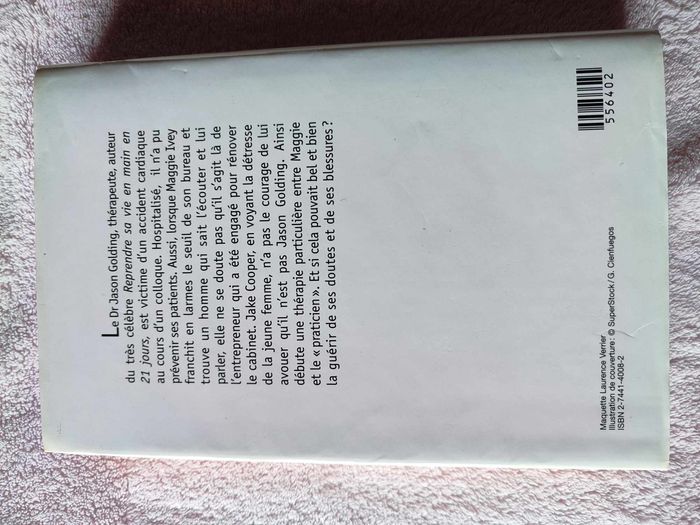 Le Dr Jason Golding, thérapeute, auteur
du très célèbre Reprendre sa vie en main en
21 jours, est victime d'un accident cardiaque
au cours d'un colloque. Hospitalisé, il n'a pu
prévenir ses patients. Aussi, lorsque Maggie Ivey
franchit en larmes le seuil de son bureau et
trouve un homme qui sait l'écouter et lui
parler, elle ne se doute pas qu'il s'agit là de
l'entrepreneur qui a été engagé pour rénover
le cabinet. Jake Cooper, en voyant la détresse
de la jeune femme, n'a pas le courage de lui
avouer qu'il n'est pas Jason Golding. Ainsi
débute une thérapie particulière entre Maggie
et le « praticien ». Et si cela pouvait bel et bien
la guérir de ses doutes et de ses blessures ?
Maquette Laurence Verrier
Illustration de couverture : © SuperStock / G. Cienfuegos
ISBN 2-7441-4008-2
556402